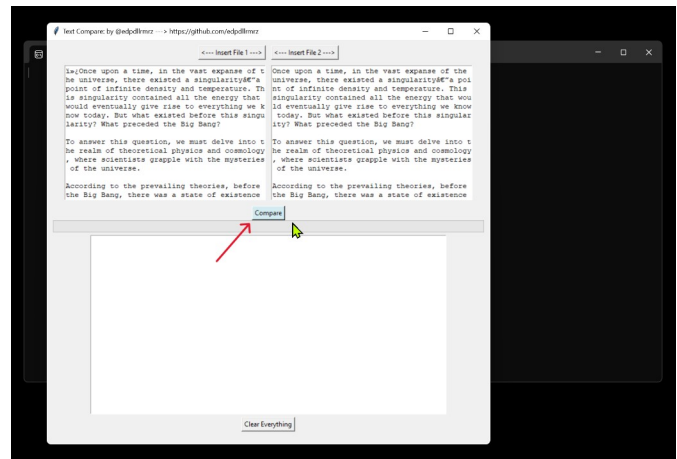 Text Compare: by @edpdllrmrz ---> https://github.com/edpdllrmrz
<--- Insert File 1 --->
<--- Insert File 2 --->
ï»¿Once upon a time, in the vast expanse of t
he universe, there existed a singularityâ€"a
point of infinite density and temperature. Th
is singularity contained all the energy that
would eventually give rise to everything we k
now today. But what existed before this singu
larity? What preceded the Big Bang?
To answer this question, we must delve into t
he realm of theoretical physics and cosmology
, where scientists grapple with the mysteries
of the universe.
According to the prevailing theories, before
the Big Bang, there was a state of existence
Once upon a time, in the vast expanse of the
universe, there existed a singularityâ€"a poi
nt of infinite density and temperature. This
singularity contained all the energy that wou
ld eventually give rise to everything we know
today. But what existed before this singular
ity? What preceded the Big Bang?
To answer this question, we must delve into t
he realm of theoretical physics and cosmology
, where scientists grapple with the mysteries
of the universe.
According to the prevailing theories, before
the Big Bang, there was a state of existence
Compare
Clear Everything